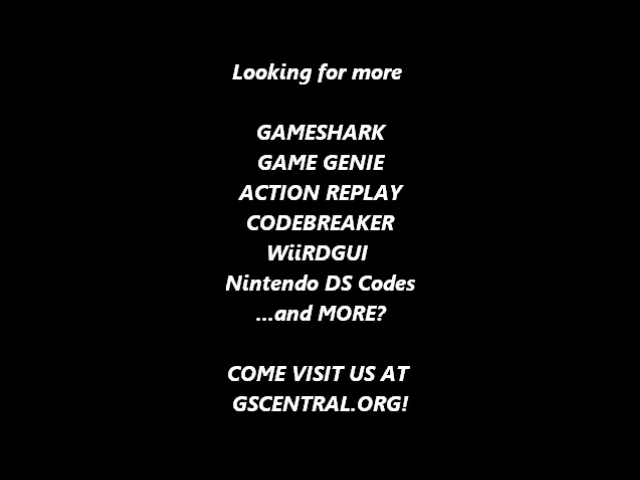 Looking for more
GAMESHARK
GAME GENIE
ACTION REPLAY
CODEBREAKER
WiiRDGUI
Nintendo DS Codes
...and MORE?
COME VISIT US AT
GSCENTRAL.ORG!